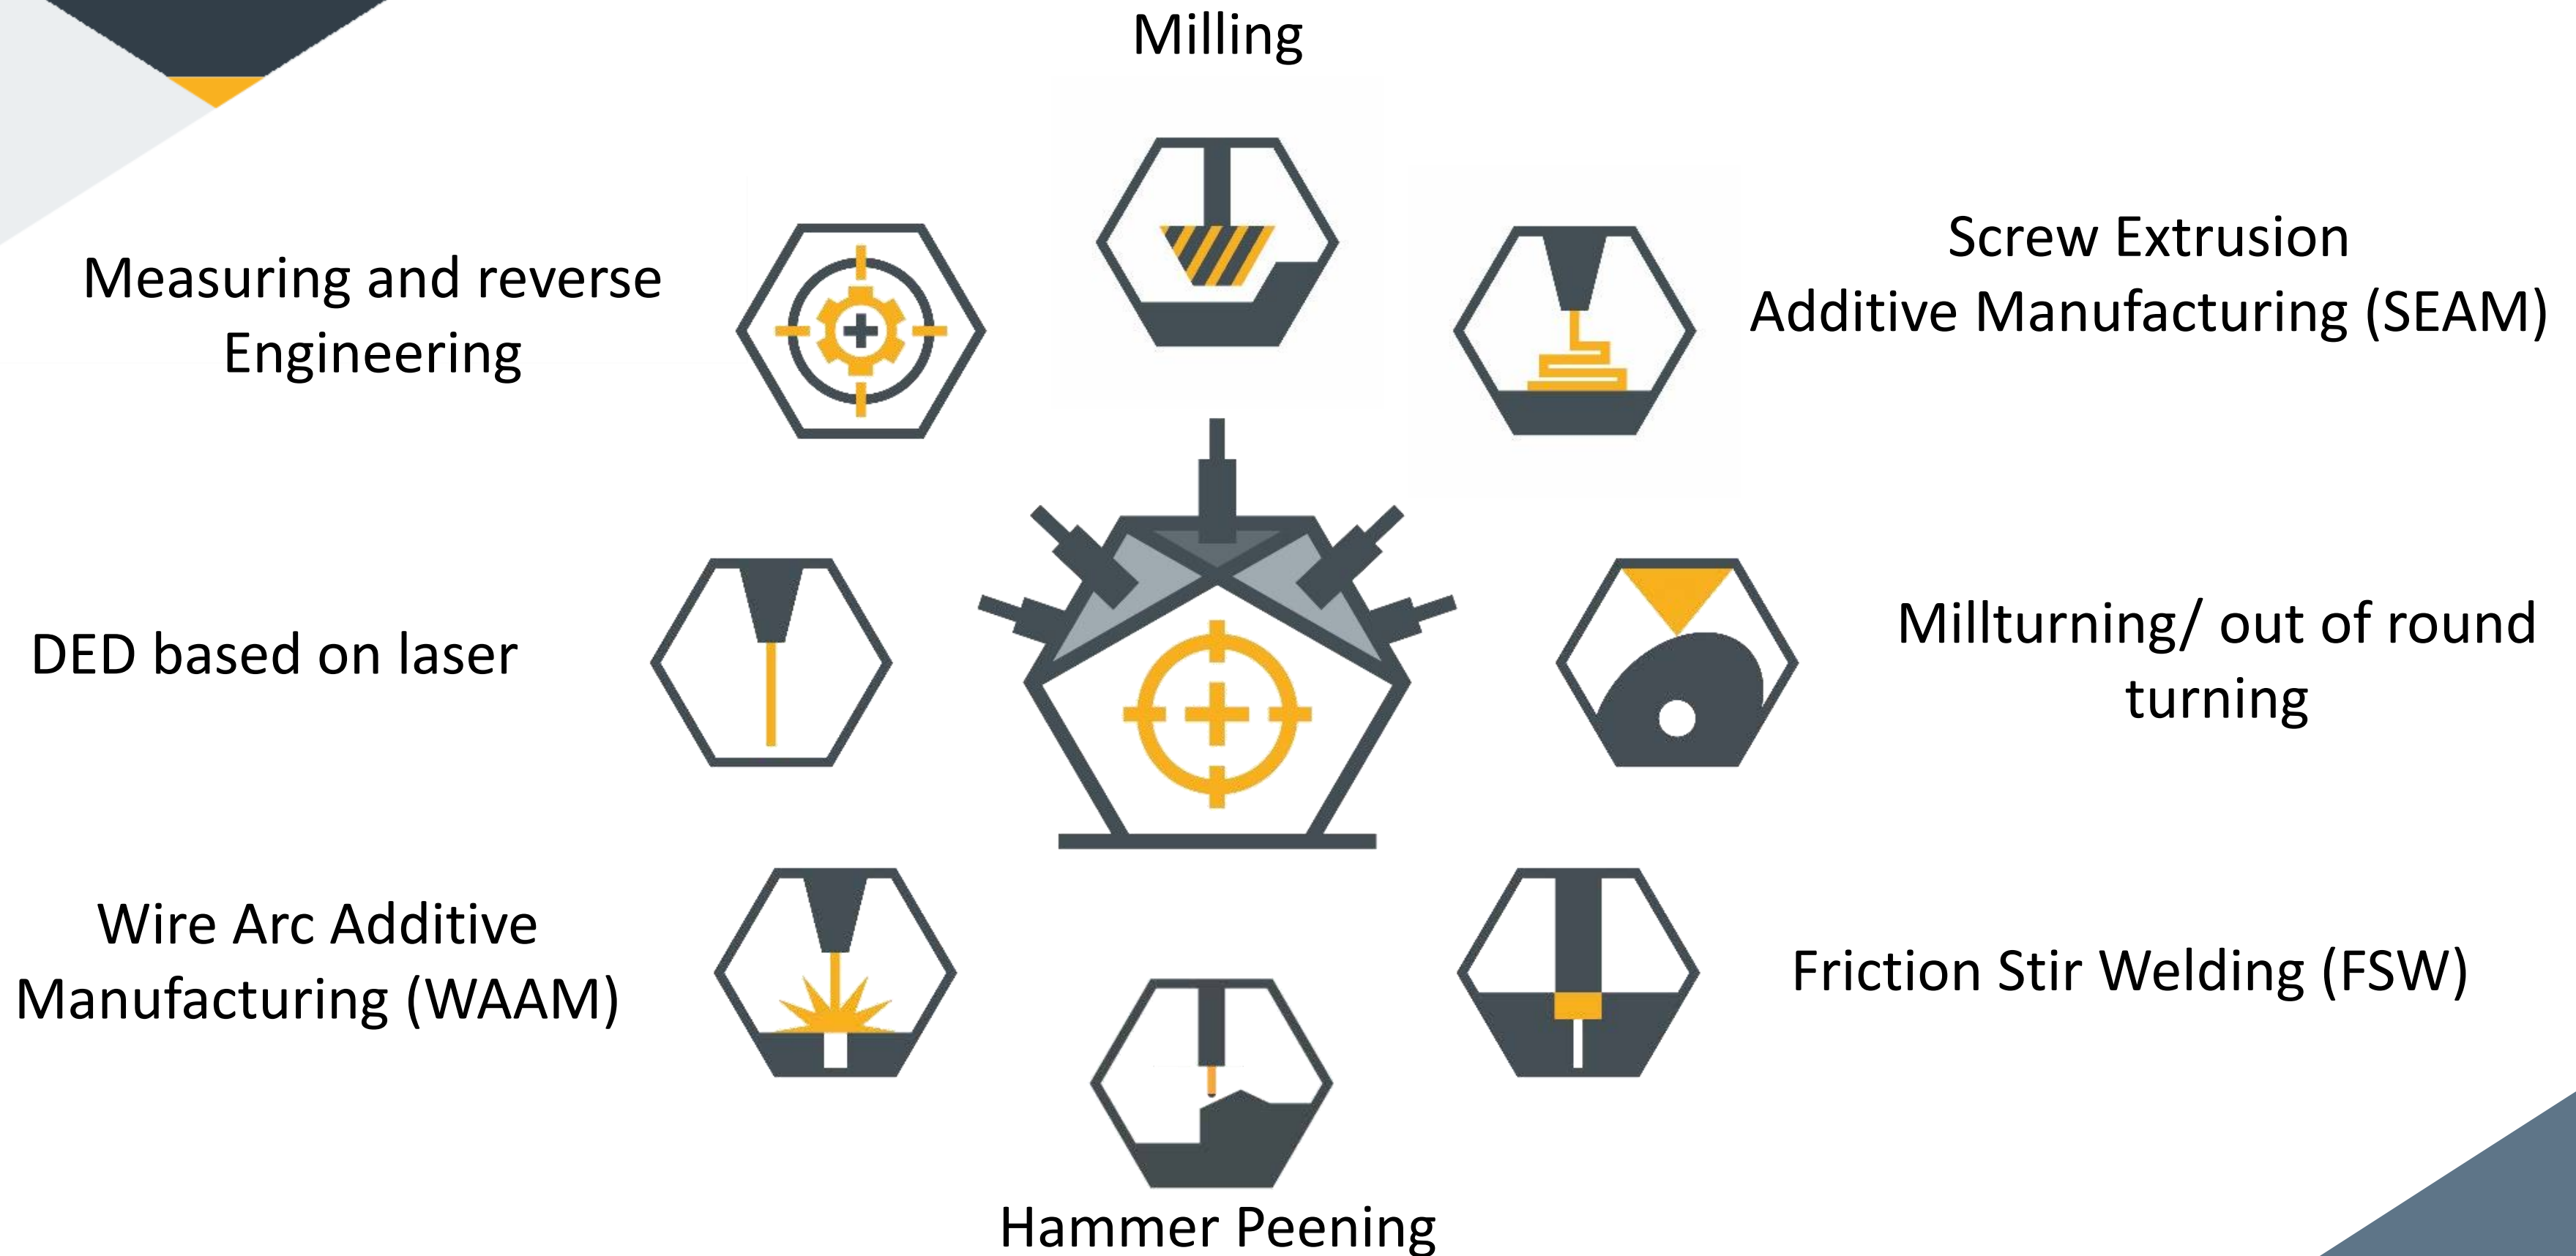 Milling
Measuring and reverse
Engineering
Screw Extrusion
Additive Manufacturing (SEAM)
DED based on laser
Millturning/ out of round
turning
Wire Arc Additive
Manufacturing (WAAM)
Friction Stir Welding (FSW)
Hammer Peening